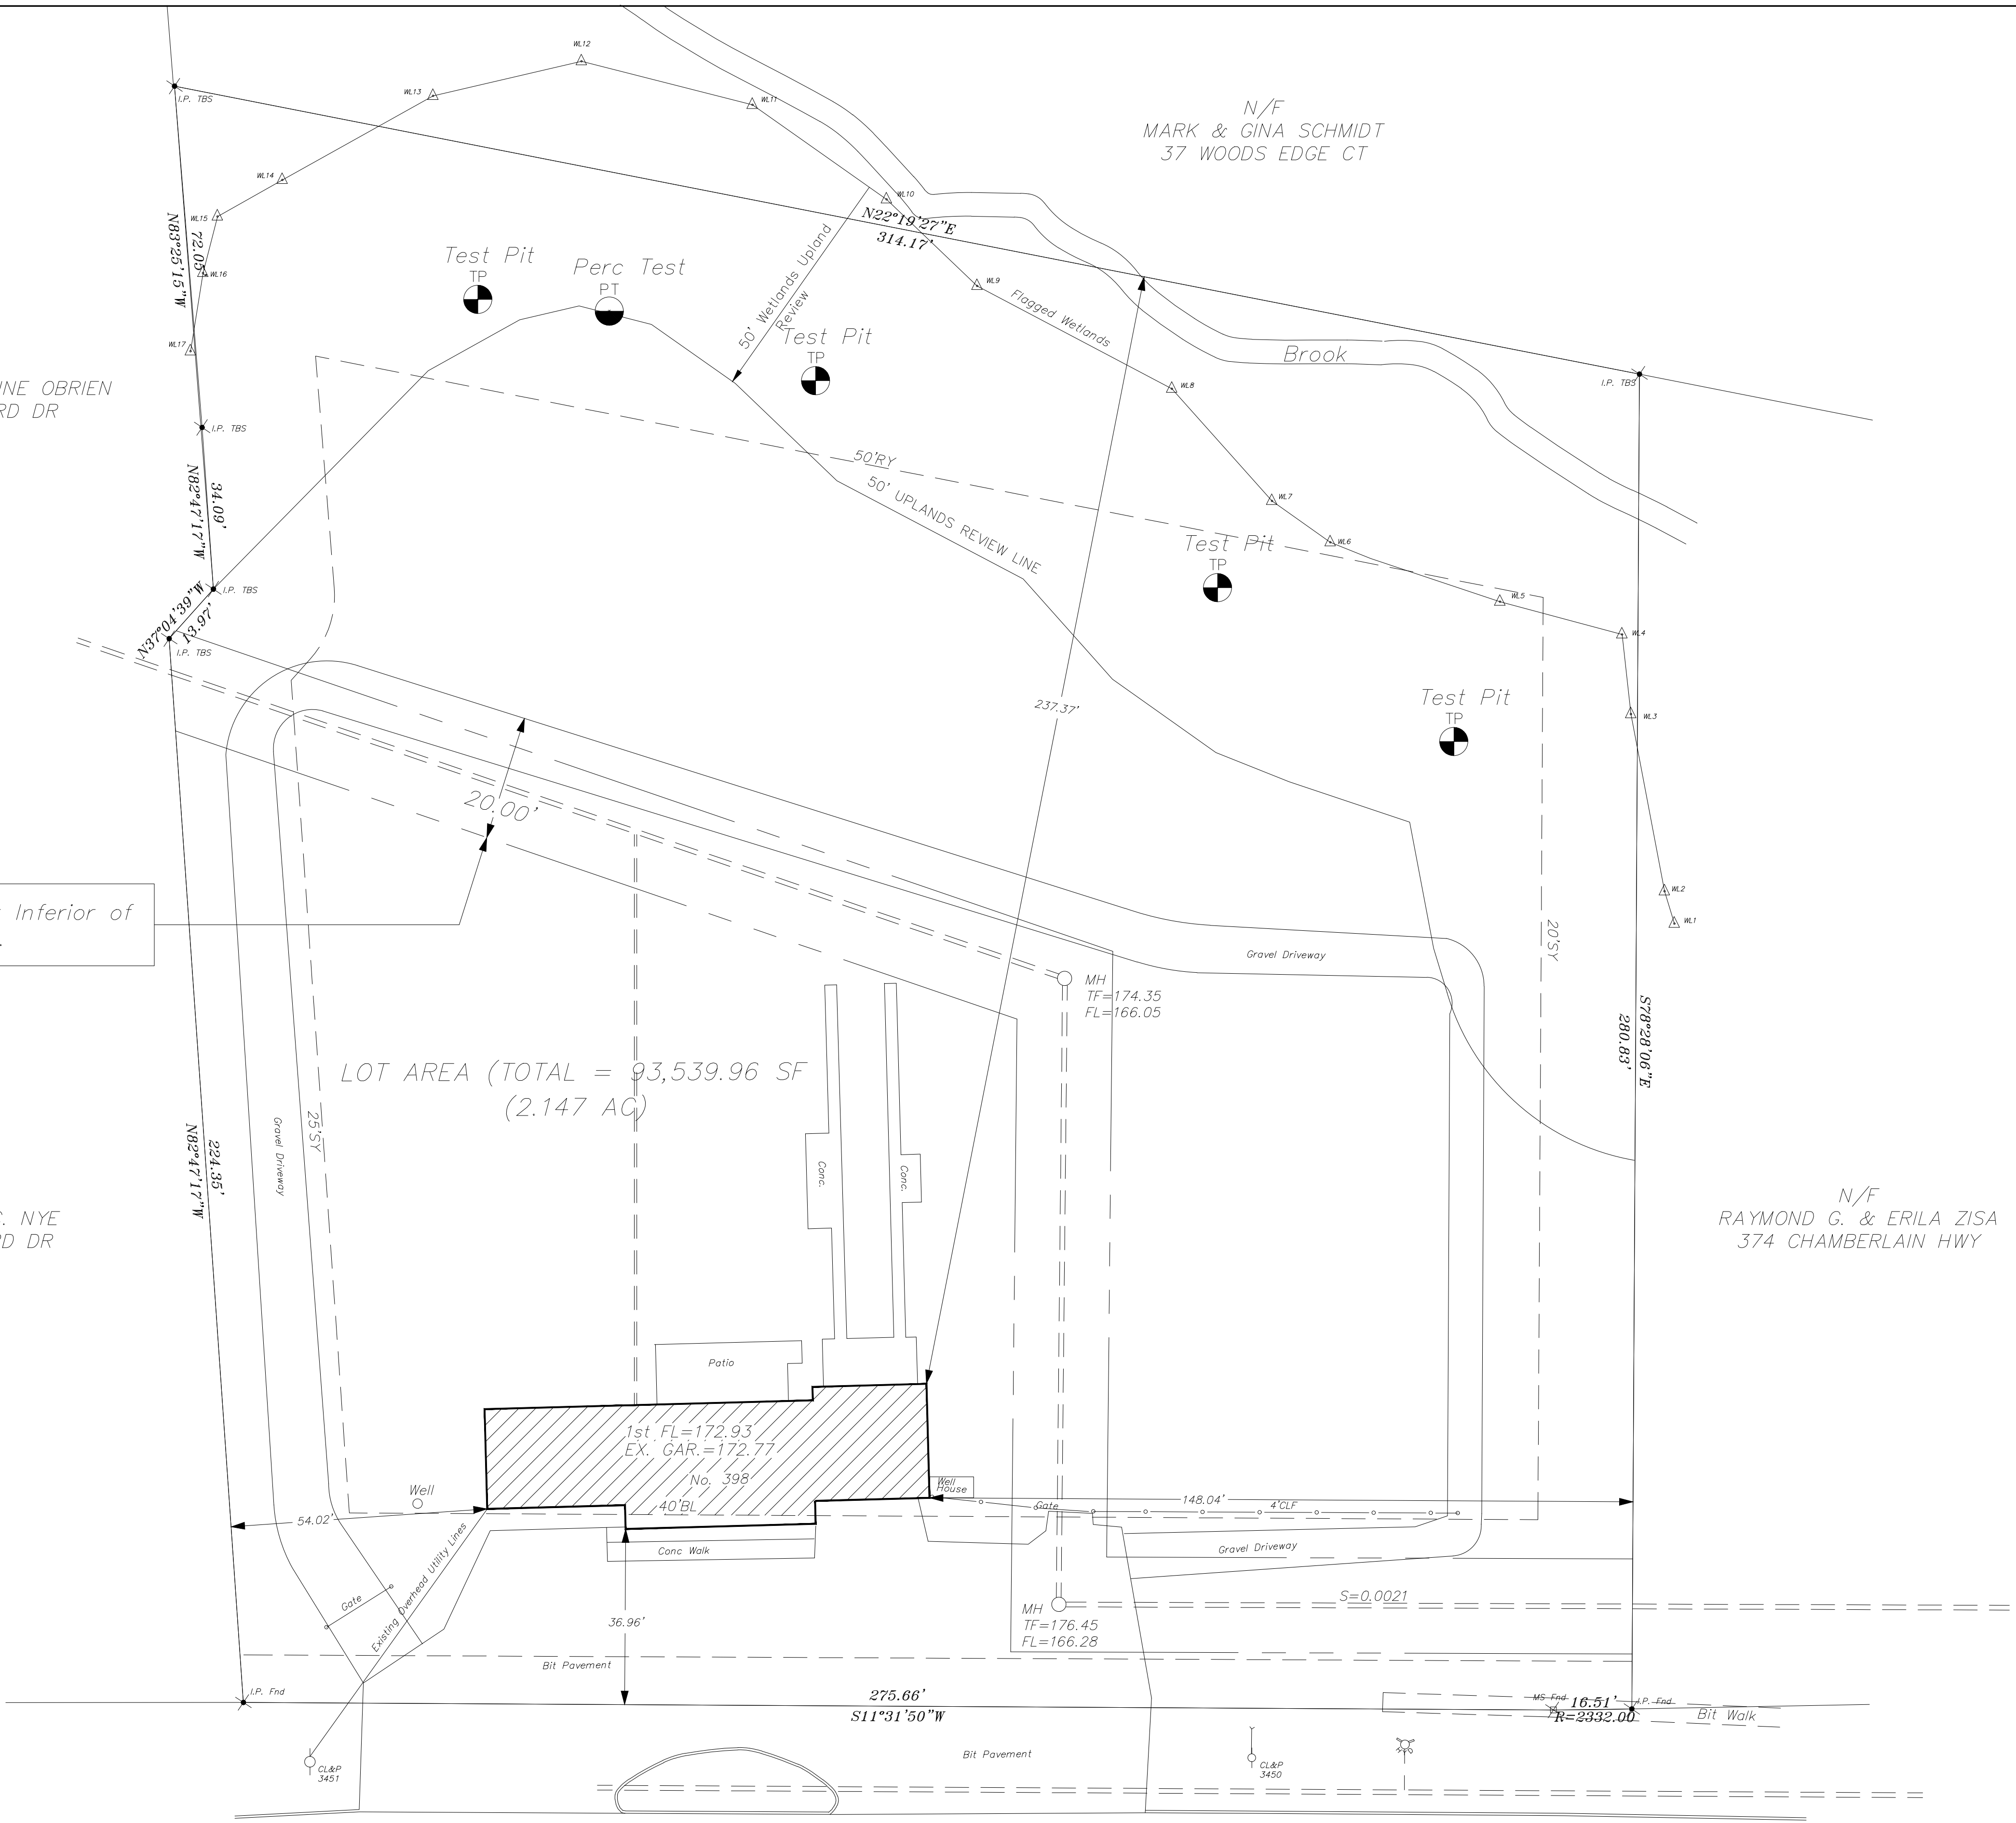 WL12
WL13
WL11
I.P. TBS
N/F
MARK & GINA SCHMIDT
37 WOODS EDGE CT
WL14
WL10
WL15
N22°19'27"E
314.17'
N83°25'15"W
72.05'
WL16
Test Pit
TP
Perc Test
PT
50' Wetlands Upland
Review
WL9
Flagged Wetlands
Test Pit
TP
WL17
Brook
WL8
I.P. TBS
OBRIEN
RD DR
I.P. TBS
50'RY
50' UPLANDS REVIEW LINE
N82°47'17"W
34.09'
WL7
WL6
Test Pit
TP
I.P. TBS
WL5
N37°04'39"W
13.97'
I.P. TBS
WL4
237.37'
Test Pit
TP
WL3
20.00'
WL2
Inferior of
WL1
20'SY
Gravel Driveway
MH
TF=174.35
FL=166.05
S78°28'06"E
280.83'
LOT AREA (TOTAL = 93,539.96 SF
(2.147 AC)
25'SY
Gravel Driveway
N82°47'17"W
224.35'
Conc.
Conc.
NYE
RD DR
N/F
RAYMOND G. & ERILA ZISA
374 CHAMBERLAIN HWY
Patio
1st FL=172.93
EX. GAR.=172.77
No. 398
40'BL
Well
Well
House
Gate
148.04'
4'CLF
54.02'
Existing Overhead Utility Lines
Conc Walk
Gravel Driveway
Gate
S=0.0021
36.96'
MH
TF=176.45
FL=166.28
Bit Pavement
I.P. Fnd
275.66'
S11°31'50"W
MS Fnd
16.51'
R=2332.00
I.P. Fnd
Bit Walk
Bit Pavement
CL&P
3451
CL&P
3450